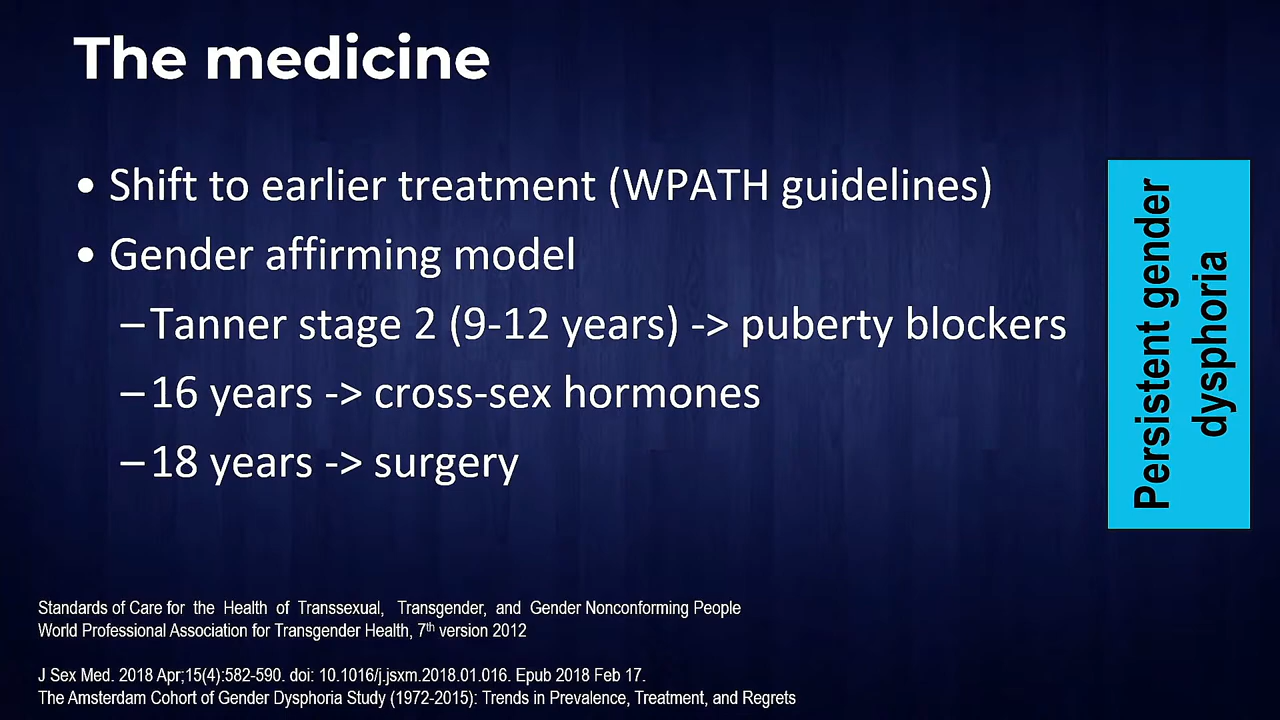 The medicine
• Shift to earlier treatment (WPATH guidelines)
• Gender affirming model
–Tanner stage 2 (9-12 years) -> puberty blockers
–16 years -> cross-sex hormones
–18 years -> surgery
Persistent gender
dysphoria
Standards of Care for the Health of Transsexual, Transgender, and Gender Nonconforming People
World Professional Association for Transgender Health, 7th version 2012
J Sex Med. 2018 Apr;15(4):582-590. doi: 10.1016/j.jsxm.2018.01.016. Epub 2018 Feb 17.
The Amsterdam Cohort of Gender Dysphoria Study (1972-2015): Trends in Prevalence, Treatment, and Regrets